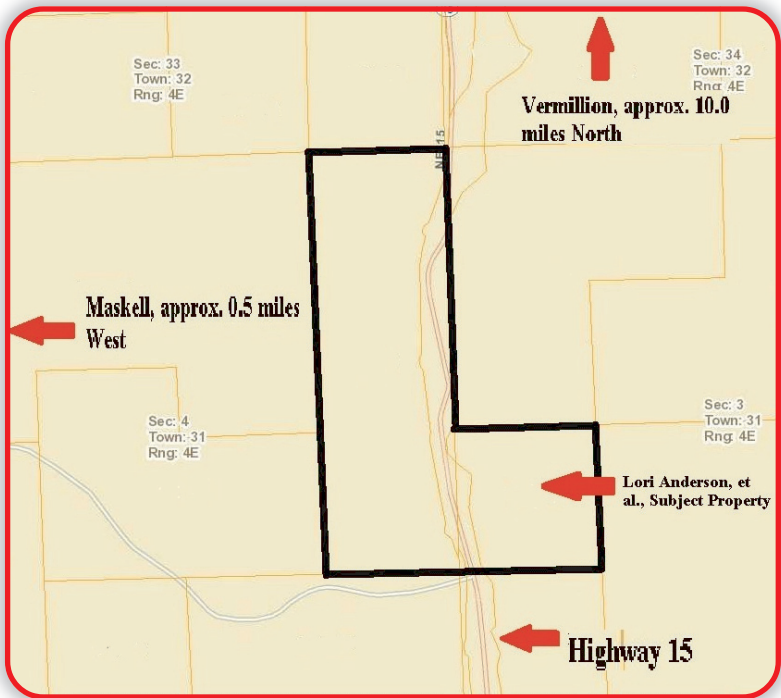 Sec: 33
Town: 32
Rng: 4E
Sec: 34
Town: 32
Rng: 4E
Vermillion, approx. 10.0
miles North
Maskell, approx. 0.5 miles
West
Sec: 4
Town: 31
Rng: 4E
Sec: 3
Town: 31
Rng: 4E
Lori Anderson, et
al., Subject Property
Highway 15